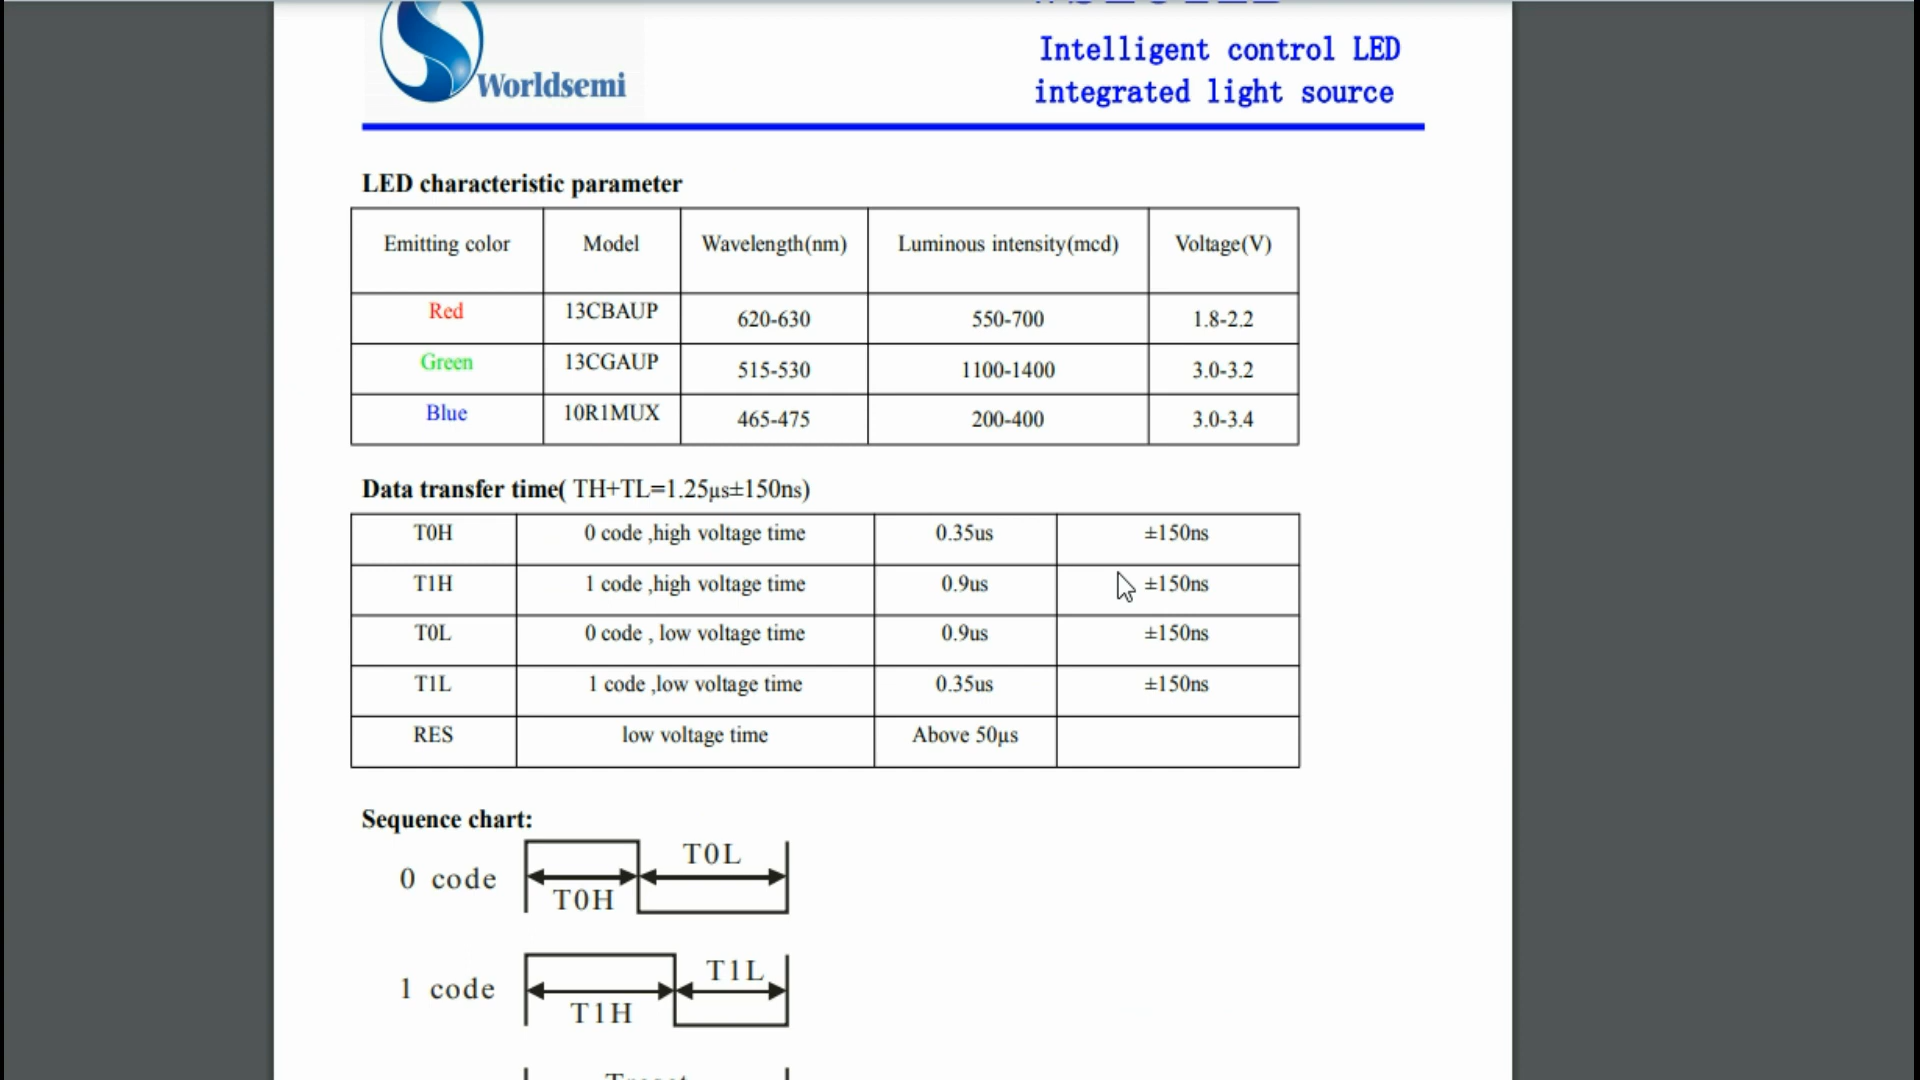 Intelligent control LED
integrated light source
Worldsemi
LED characteristic parameter
Emitting color Model Wavelength(nm) Luminous intensity(mcd) Voltage(V)
Red 13CBAUP 620-630 550-700 1.8-2.2
Green 13CGAUP 515-530 1100-1400 3.0-3.2
Blue 10R1MUX 465-475 200-400 3.0-3.4
Data transfer time( TH+TL=1.25μs±150ns)
T0H 0 code ,high voltage time 0.35us ±150ns
T1H 1 code ,high voltage time 0.9us ±150ns
T0L 0 code , low voltage time 0.9us ±150ns
T1L 1 code ,low voltage time 0.35us ±150ns
RES low voltage time Above 50μs
Sequence chart:
0 code T0H T0L
1 code T1H T1L